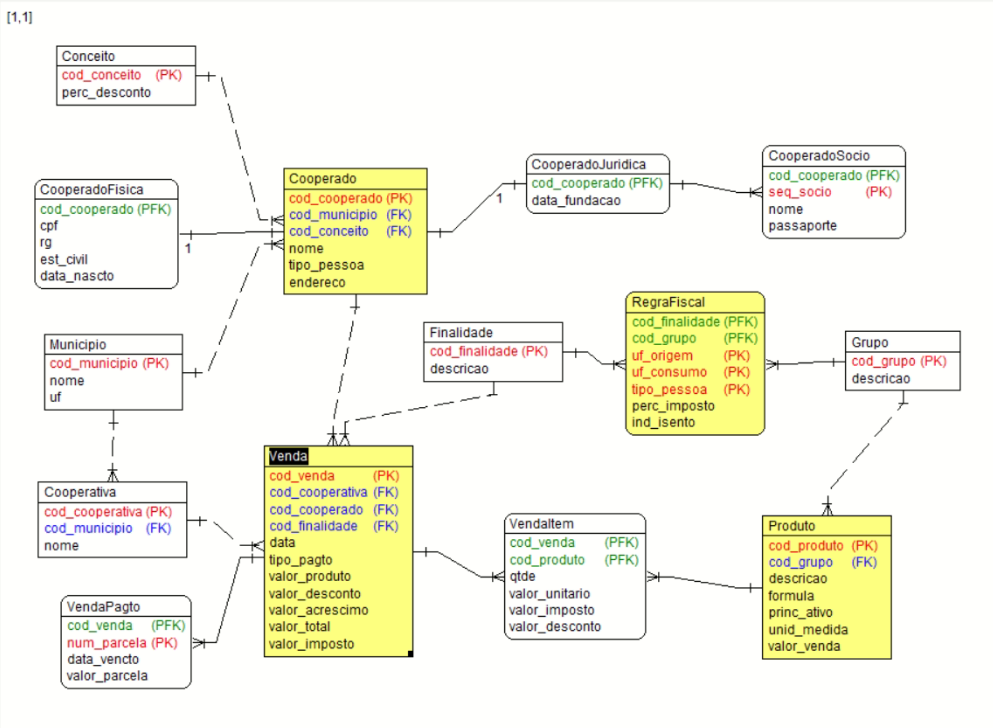 [1,1]
Conceito
cod_conceito (PK)
perc_desconto
CooperadoFisica
cod_cooperado (PFK)
cpf
rg
est_civil
data_nascto
1
Cooperado
cod_cooperado (PK)
cod_municipio (FK)
cod_conceito (FK)
nome
tipo_pessoa
endereco
1
CooperadoJuridica
cod_cooperado (PFK)
data_fundacao
CooperadoSocio
cod_cooperado (PFK)
seq_socio (PK)
nome
passaporte
Municipio
cod_municipio (PK)
nome
uf
Finalidade
cod_finalidade (PK)
descricao
RegraFiscal
cod_finalidade (PFK)
cod_grupo (PFK)
uf_origem (PK)
uf_consumo (PK)
tipo_pessoa (PK)
perc_imposto
ind_isento
Grupo
cod_grupo (PK)
descricao
Cooperativa
cod_cooperativa (PK)
cod_municipio (FK)
nome
Venda
cod_venda (PK)
cod_cooperativa (FK)
cod_cooperado (FK)
cod_finalidade (FK)
data
tipo_pagto
valor_produto
valor_desconto
valor_acrescimo
valor_total
valor_imposto
VendaItem
cod_venda (PFK)
cod_produto (PFK)
qtde
valor_unitario
valor_imposto
valor_desconto
Produto
cod_produto (PK)
cod_grupo (FK)
descricao
formula
princ_ativo
unid_medida
valor_venda
VendaPagto
cod_venda (PFK)
num_parcela (PK)
data_vencto
valor_parcela